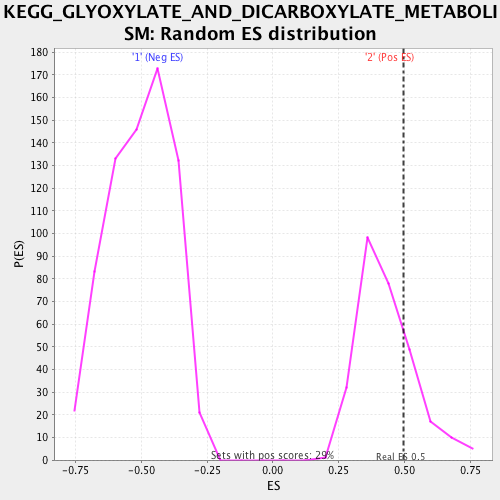 KEGG_GLYOXYLATE_AND_DICARBOXYLATE_METABOLI
SM: Random ES distribution
'1' (Neg ES)
'2' (Pos ES)
180
170
160
150
140
130
120
110
100
90
80
70
60
50
40
30
20
10
0
P(ES)
Sets with pos scores: 29%
Real ES 0.5
-0.75 -0.50 -0.25 0.00 0.25 0.50 0.75
ES